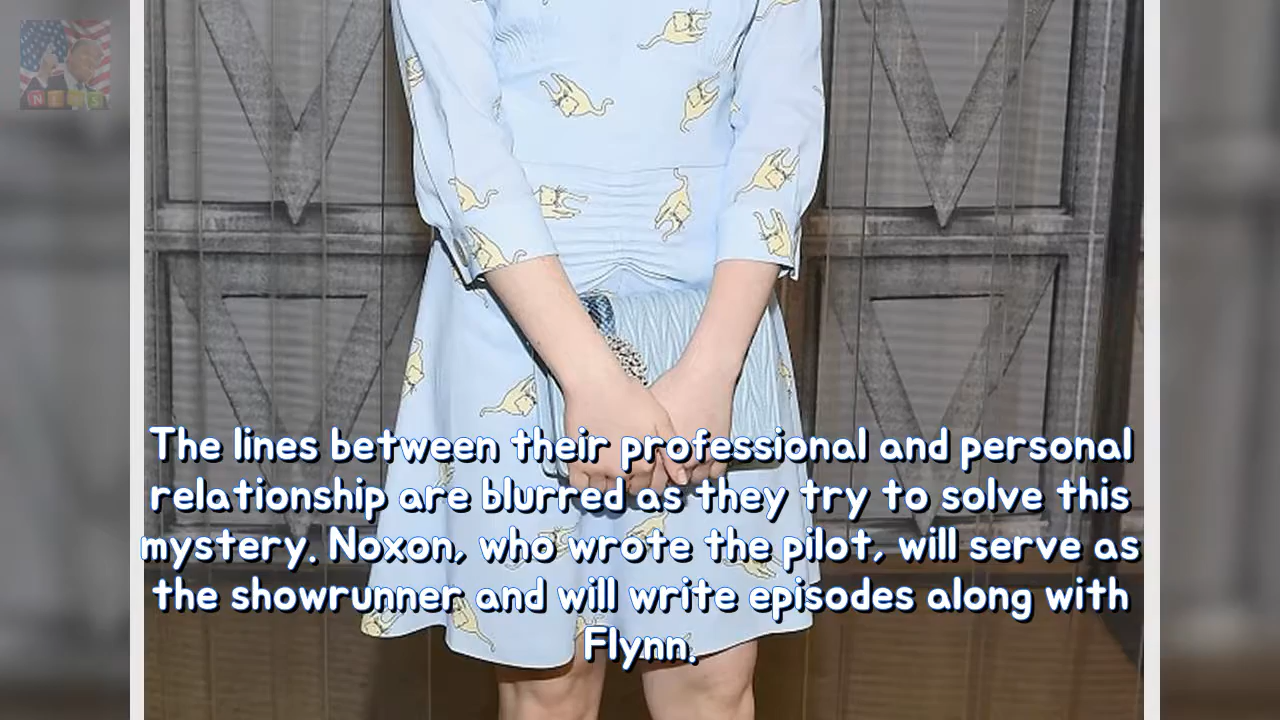 NEWS
The lines between their professional and personal
relationship are blurred as they try to solve this
mystery. Noxon, who wrote the pilot, will serve as
the showrunner and will write episodes along with
Flynn.